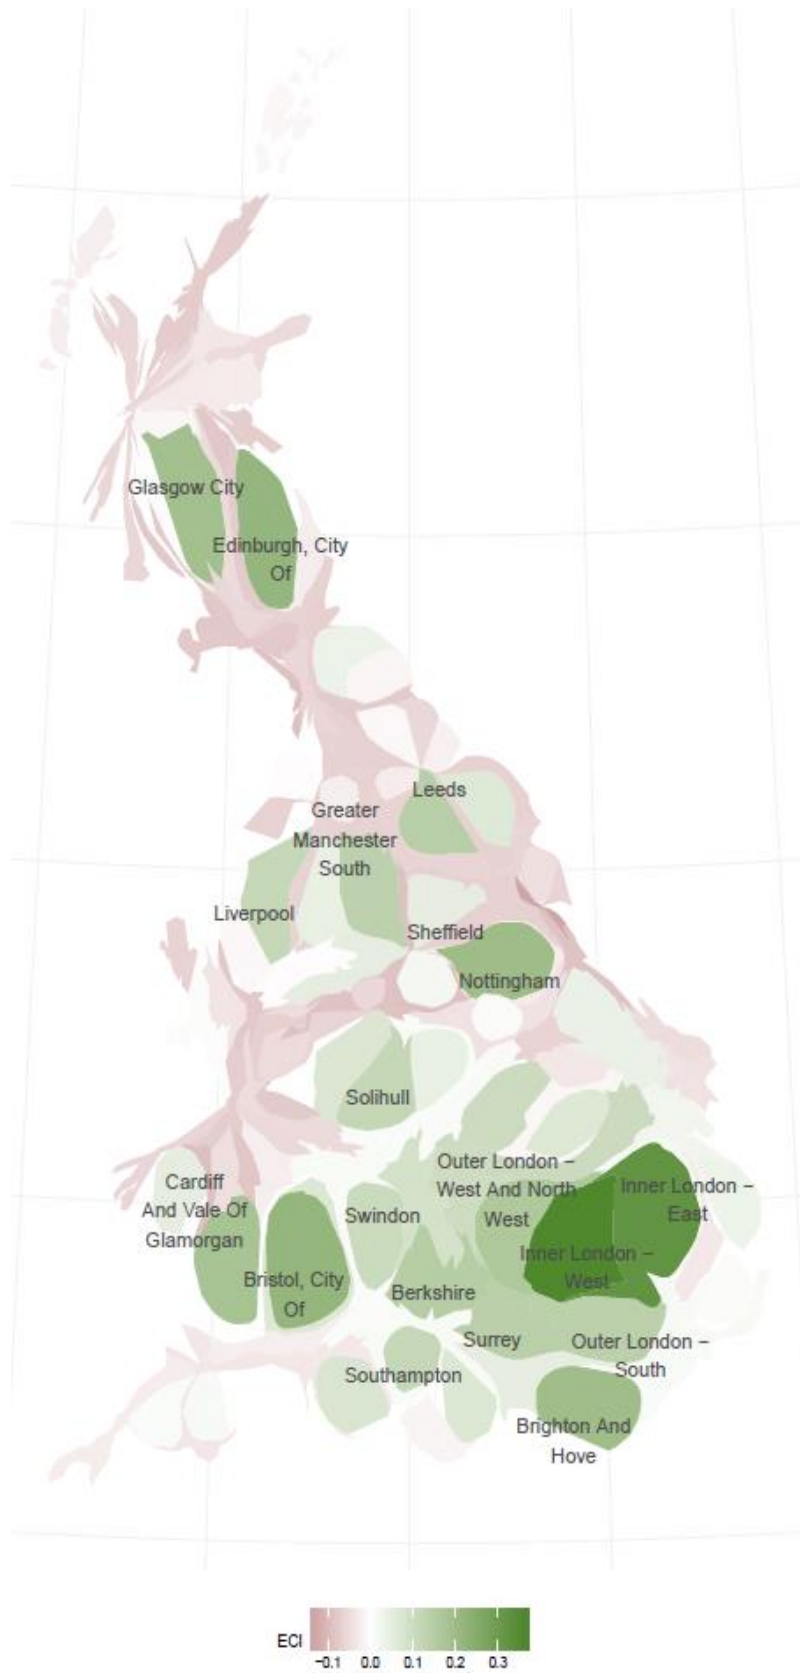 Glasgow City
Edinburgh, City
Of
Leeds
Greater
Manchester
South
Liverpool
Sheffield
Nottingham
Solihull
Outer London –
West And North
West
Inner London –
East
Cardiff
And Vale Of
Glamorgan
Swindon
Inner London –
West
Bristol, City
Of
Berkshire
Surrey
Outer London –
South
Southampton
Brighton And
Hove
ECI
−0.1 0.0 0.1 0.2 0.3